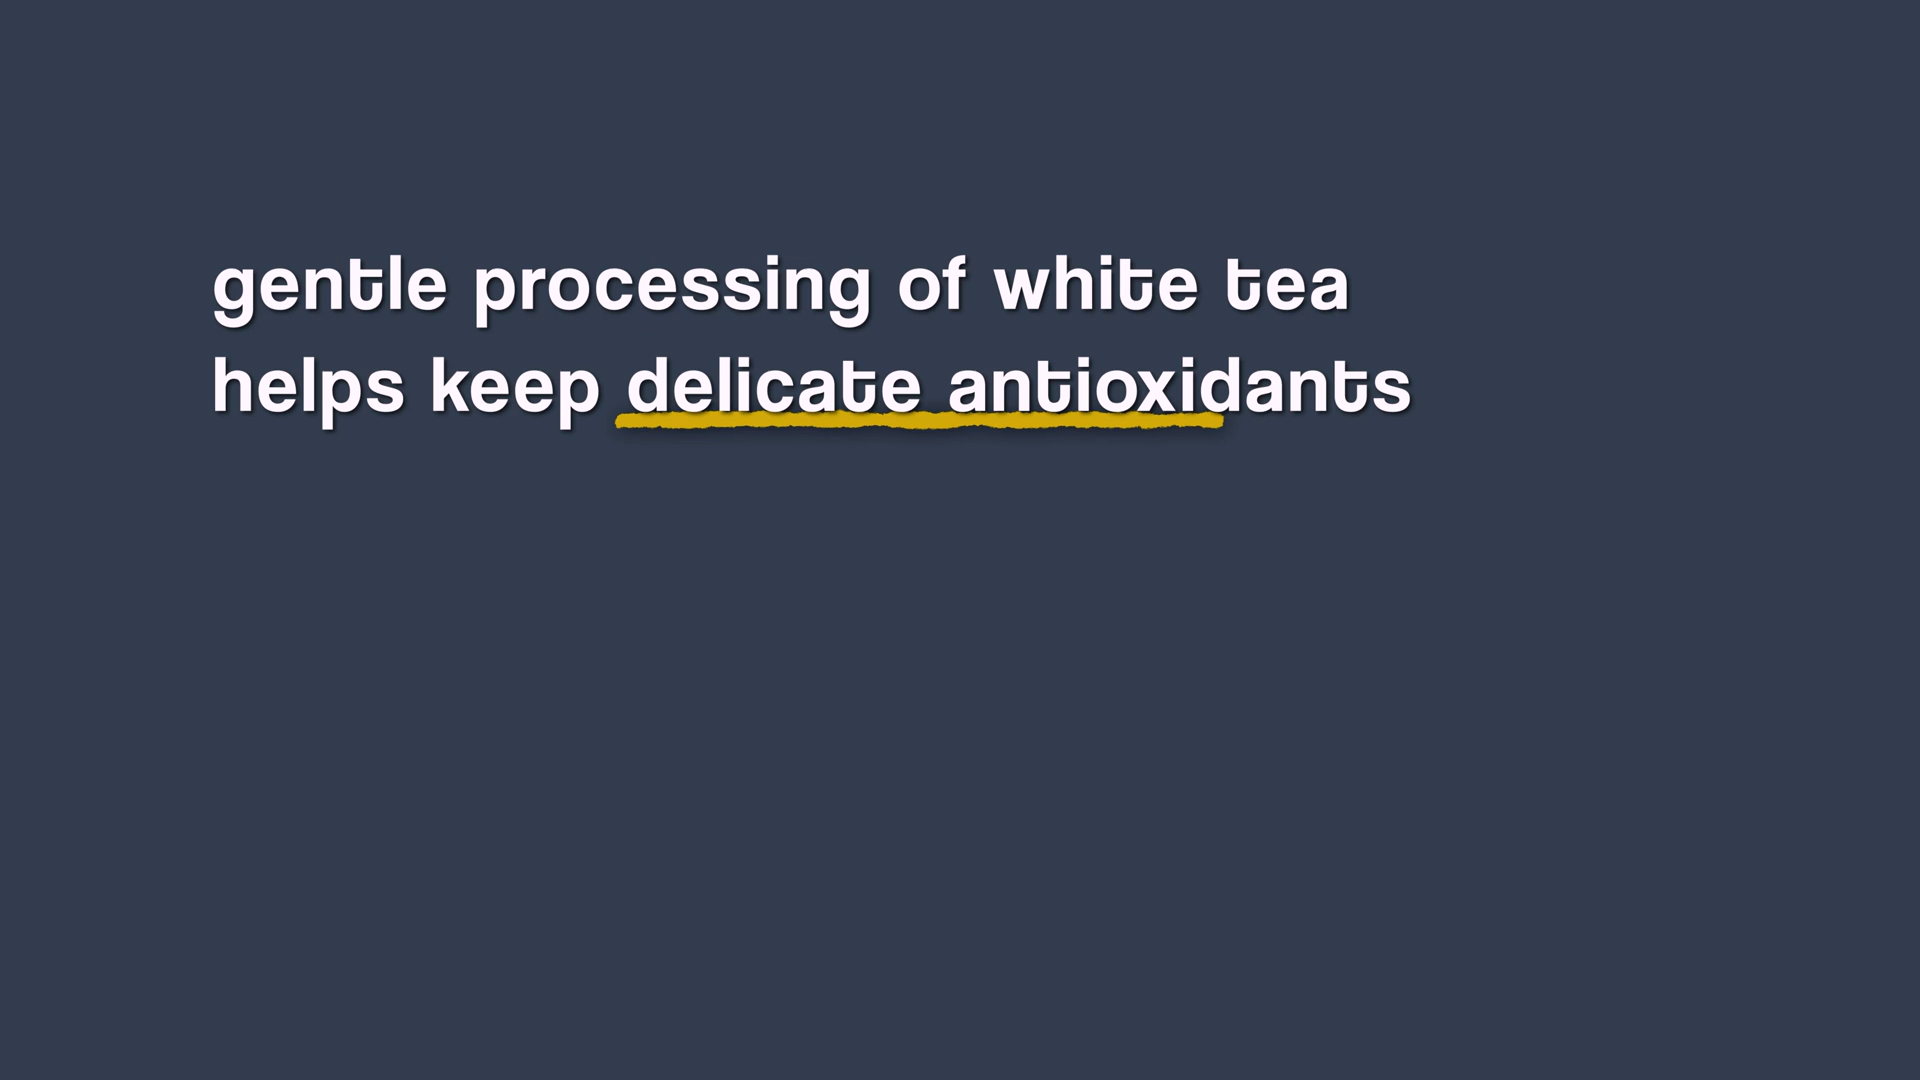 gentle processing of white tea
helps keep delicate antioxidants